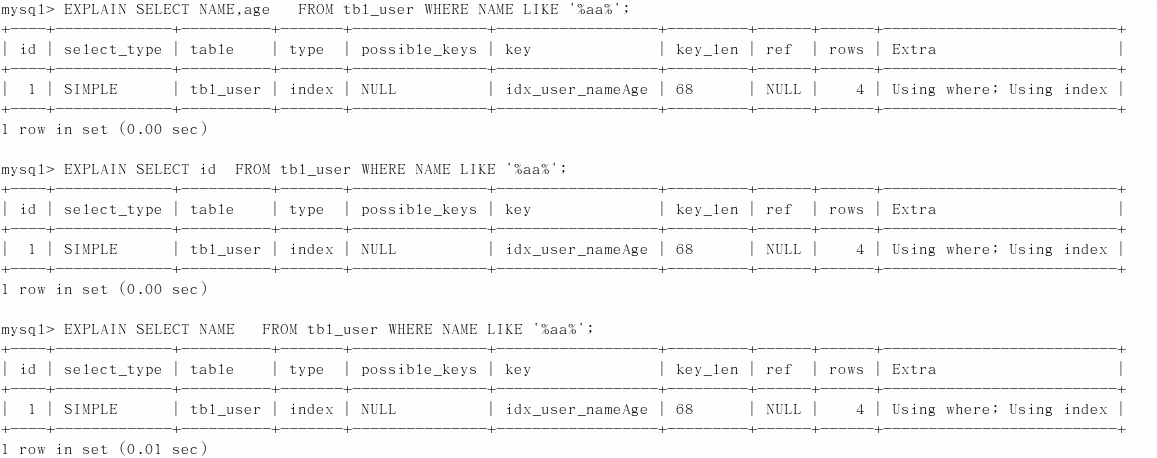 mysql> EXPLAIN SELECT NAME,age   FROM tbl_user WHERE NAME LIKE '%aa%';
+----+-------------+----------+-------+---------------+------------------+---------+------+------+--------------------------+
| id | select_type | table    | type  | possible_keys | key              | key_len | ref  | rows | Extra                    |
+----+-------------+----------+-------+---------------+------------------+---------+------+------+--------------------------+
|  1 | SIMPLE      | tbl_user | index | NULL          | idx_user_nameAge | 68      | NULL |    4 | Using where; Using index |
+----+-------------+----------+-------+---------------+------------------+---------+------+------+--------------------------+
1 row in set (0.00 sec)
mysql> EXPLAIN SELECT id  FROM tbl_user WHERE NAME LIKE '%aa%';
+----+-------------+----------+-------+---------------+------------------+---------+------+------+--------------------------+
| id | select_type | table    | type  | possible_keys | key              | key_len | ref  | rows | Extra                    |
+----+-------------+----------+-------+---------------+------------------+---------+------+------+--------------------------+
|  1 | SIMPLE      | tbl_user | index | NULL          | idx_user_nameAge | 68      | NULL |    4 | Using where; Using index |
+----+-------------+----------+-------+---------------+------------------+---------+------+------+--------------------------+
1 row in set (0.00 sec)
mysql> EXPLAIN SELECT NAME   FROM tbl_user WHERE NAME LIKE '%aa%';
+----+-------------+----------+-------+---------------+------------------+---------+------+------+--------------------------+
| id | select_type | table    | type  | possible_keys | key              | key_len | ref  | rows | Extra                    |
+----+-------------+----------+-------+---------------+------------------+---------+------+------+--------------------------+
|  1 | SIMPLE      | tbl_user | index | NULL          | idx_user_nameAge | 68      | NULL |    4 | Using where; Using index |
+----+-------------+----------+-------+---------------+------------------+---------+------+------+--------------------------+
1 row in set (0.01 sec)